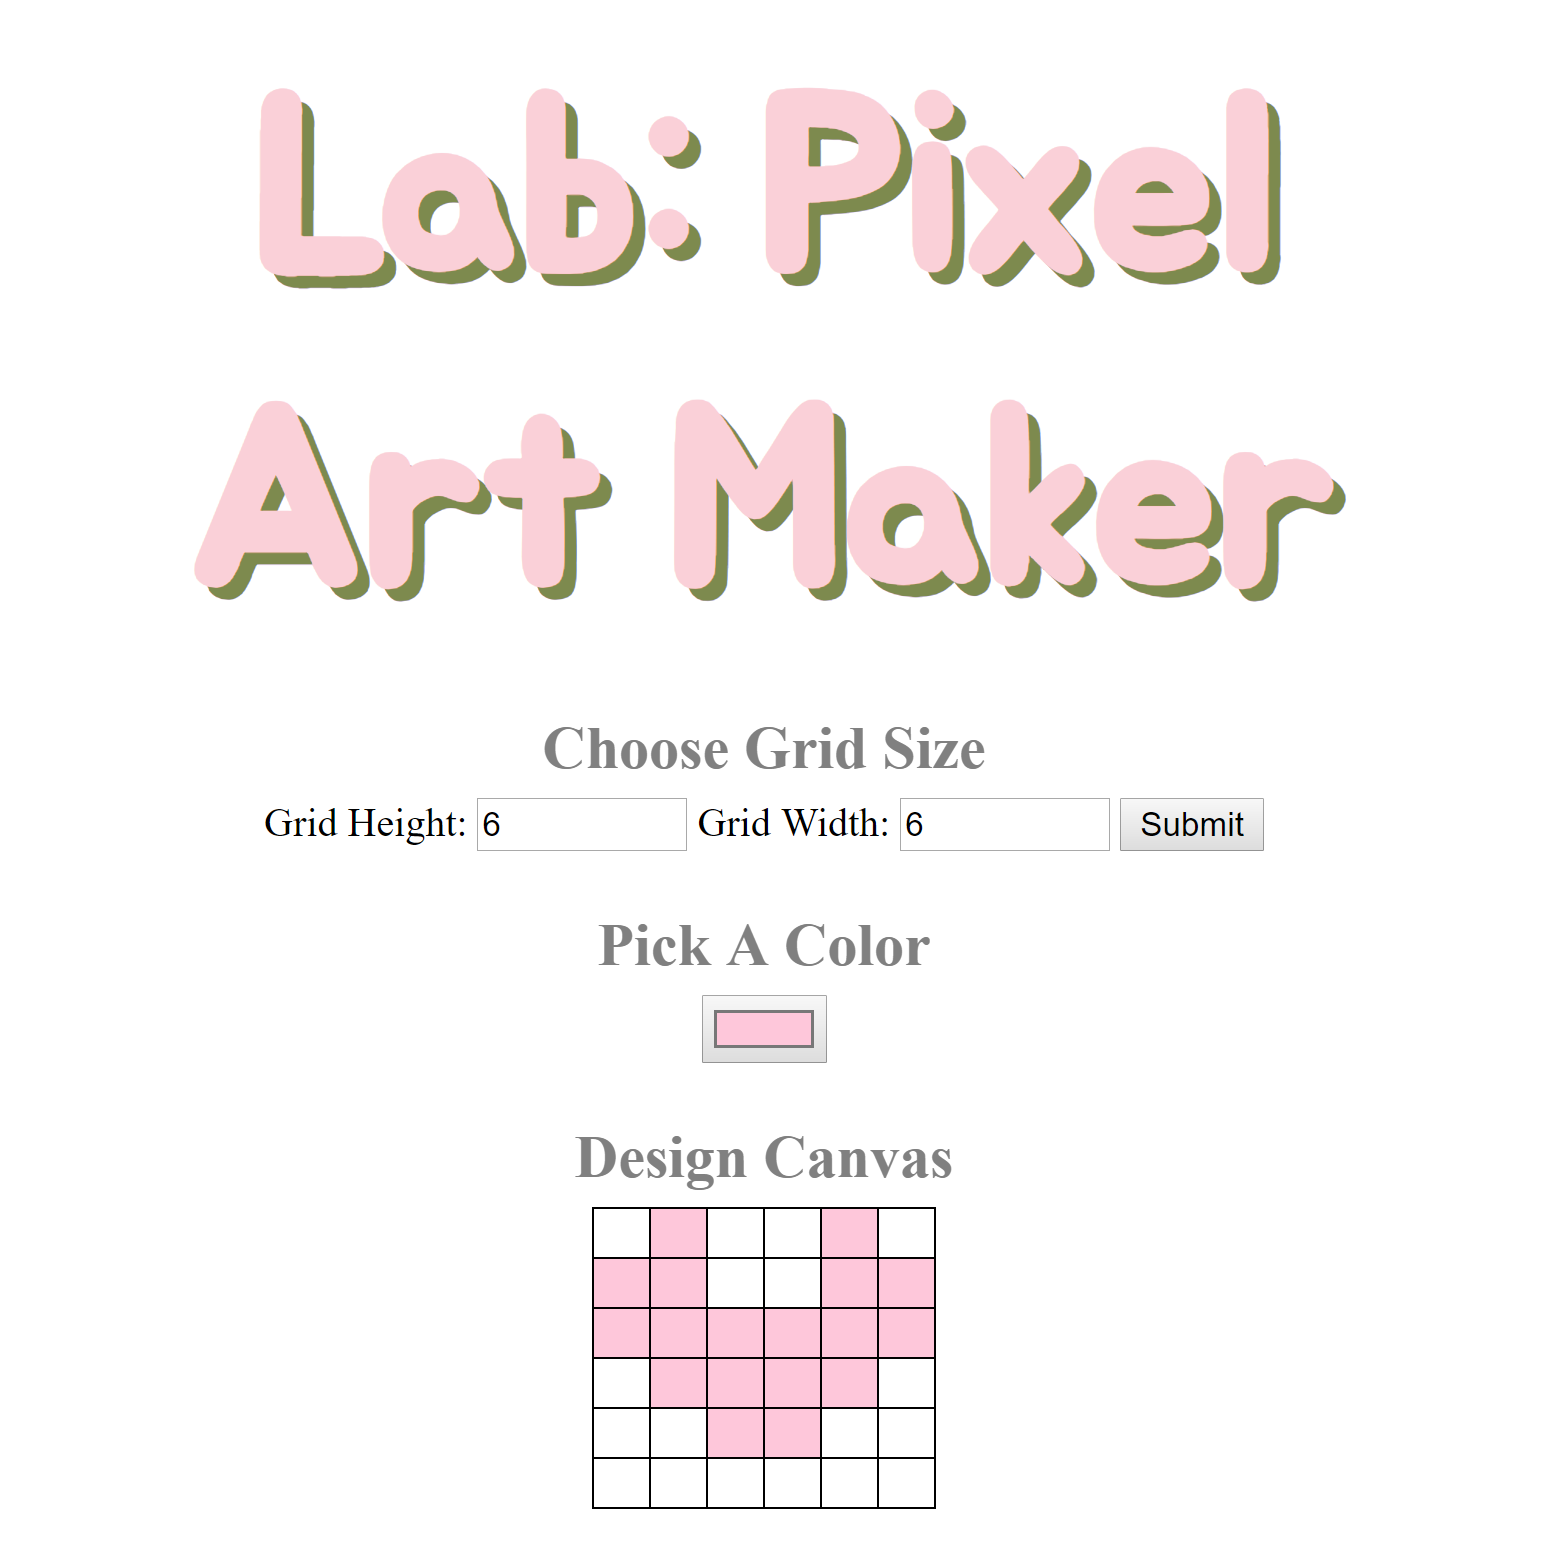 Lab: Pixel
Art Maker
Choose Grid Size
Grid Height: 6 Grid Width: 6 Submit
Pick A Color
Design Canvas